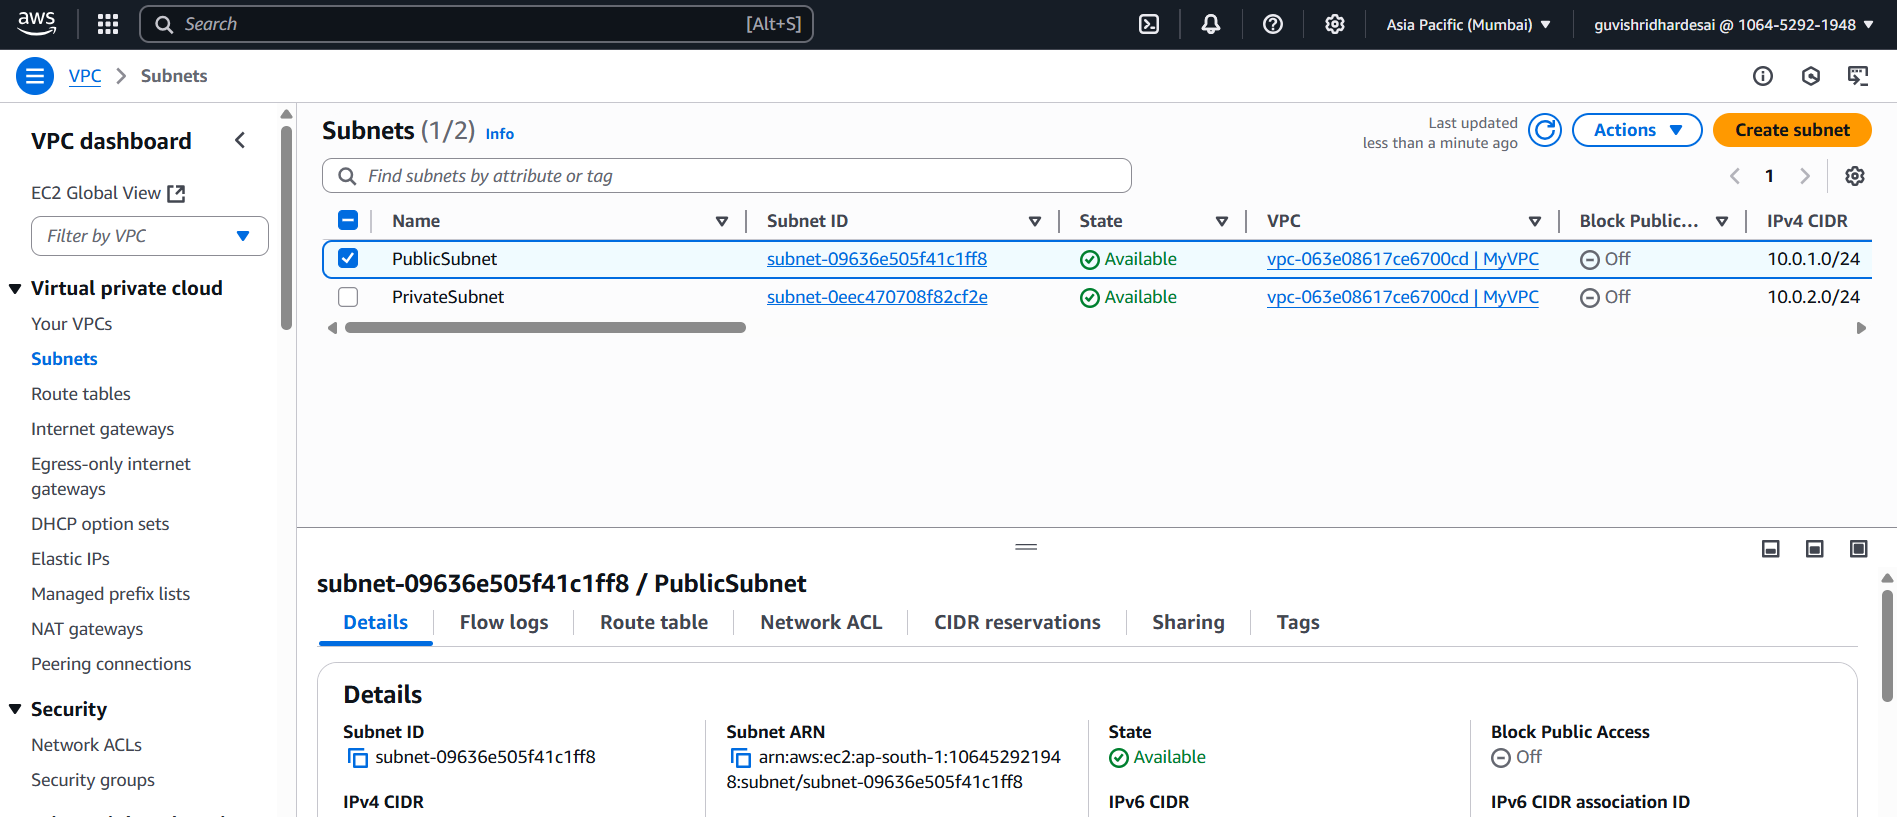 aws
Search [Alt+S]
Asia Pacific (Mumbai)
guvishridhardesai @ 1064-5292-1948
VPC
Subnets
VPC dashboard
EC2 Global View
Filter by VPC
Virtual private cloud
Your VPCs
Subnets
Route tables
Internet gateways
Egress-only internet
gateways
DHCP option sets
Elastic IPs
Managed prefix lists
NAT gateways
Peering connections
Security
Network ACLs
Security groups
Subnets (1/2) Info
Last updated
less than a minute ago
Actions
Create subnet
Find subnets by attribute or tag
1
Name Subnet ID State VPC Block Public... IPv4 CIDR
PublicSubnet subnet-09636e505f41c1ff8 Available vpc-063e08617ce6700cd | MyVPC Off 10.0.1.0/24
PrivateSubnet subnet-0eec470708f82cf2e Available vpc-063e08617ce6700cd | MyVPC Off 10.0.2.0/24
subnet-09636e505f41c1ff8 / PublicSubnet
Details Flow logs Route table Network ACL CIDR reservations Sharing Tags
Details
Subnet ID
subnet-09636e505f41c1ff8
IPv4 CIDR
Subnet ARN
arn:aws:ec2:ap-south-1:10645292194
8:subnet/subnet-09636e505f41c1ff8
State
Available
IPv6 CIDR
Block Public Access
Off
IPv6 CIDR association ID